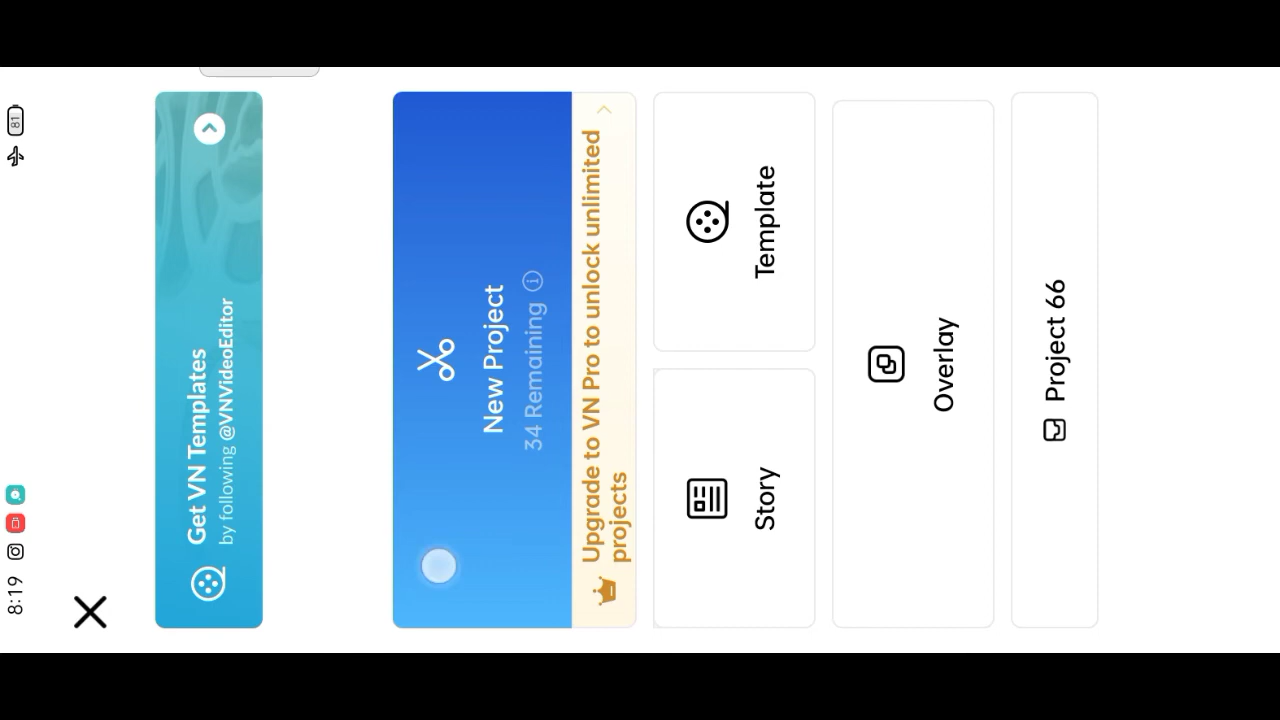 8:19
81
Get VN Templates
by following @VNVideoEditor
New Project
34 Remaining
Upgrade to VN Pro to unlock unlimited
projects
Story
Template
Overlay
Project 66